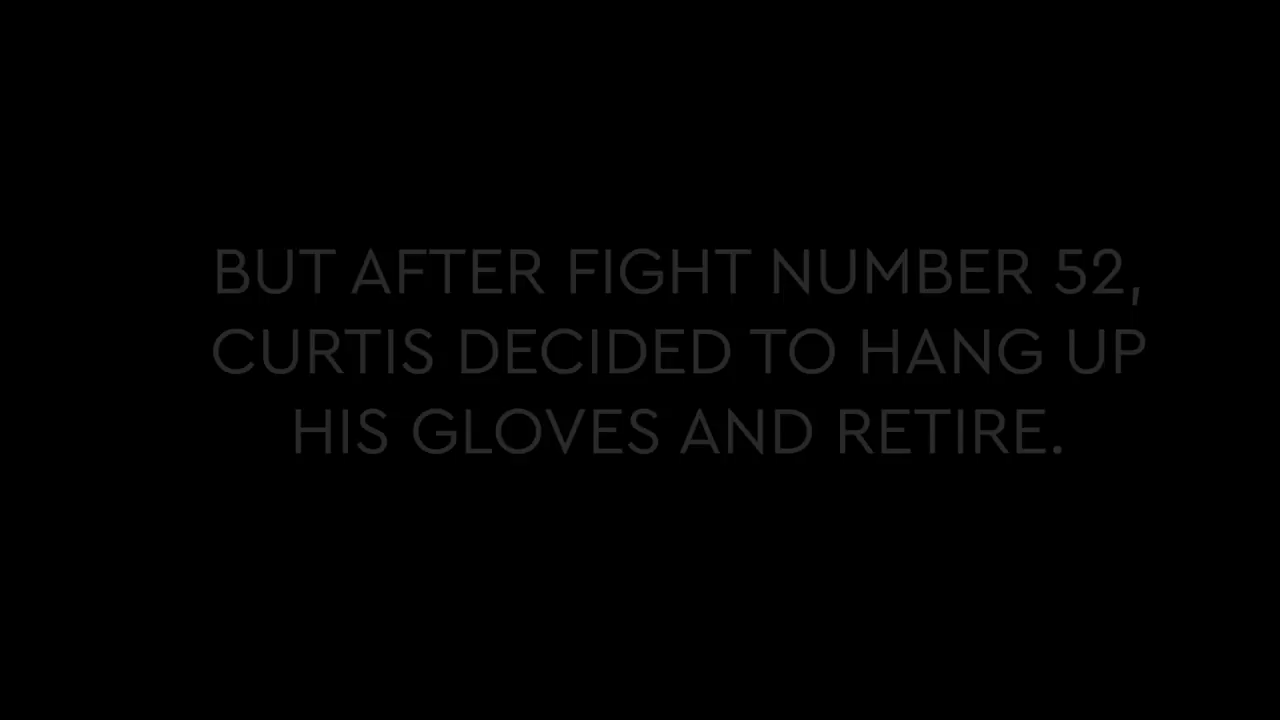 BUT AFTER FIGHT NUMBER 52,
CURTIS DECIDED TO HANG UP
HIS GLOVES AND RETIRE.